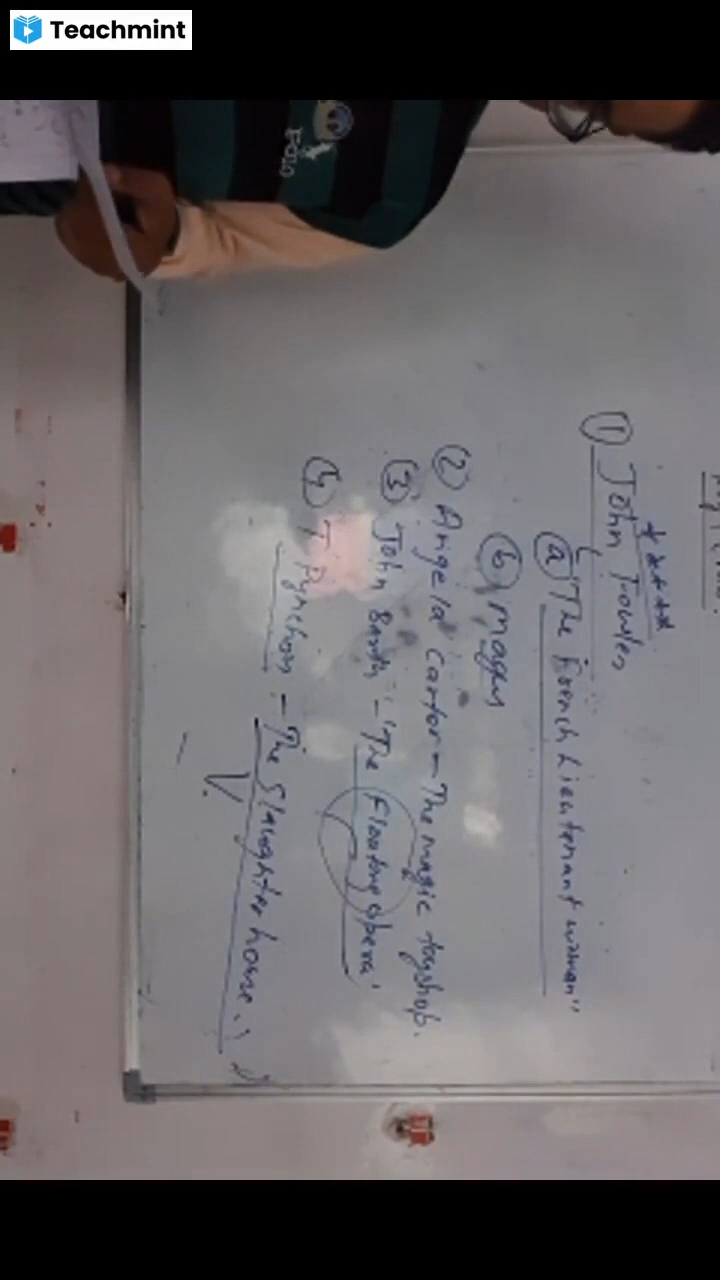 Teachmint
POLO
① John Fowles
ⓐ "The French Lieutenant woman"
ⓑ Magus
② Angela Carter – The magic toyshop.
③ John Barth – 'The Floating opera'
④ T Pynchon – The Slaughter house